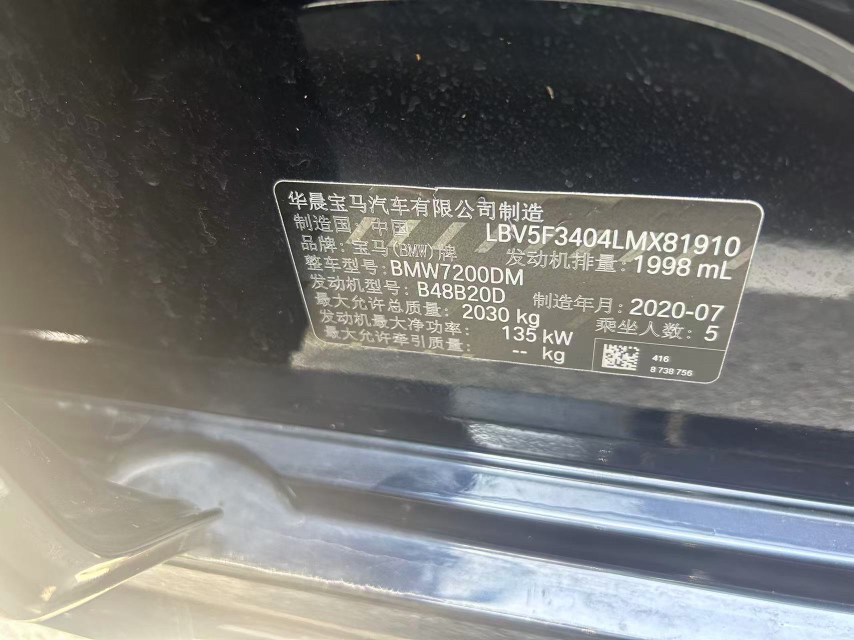 华晨宝马汽车有限公司制造
制造国：中国 LBV5F3404LMX81910
品牌：宝马(BMW)牌 发动机排量：1998 mL
整车型号：BMW7200DM
发动机型号：B48B20D 制造年月：2020-07
最大允许总质量：2030 kg 乘坐人数：5
发动机最大净功率：135 kW
最大允许牵引质量：-- kg
416
8 738 756